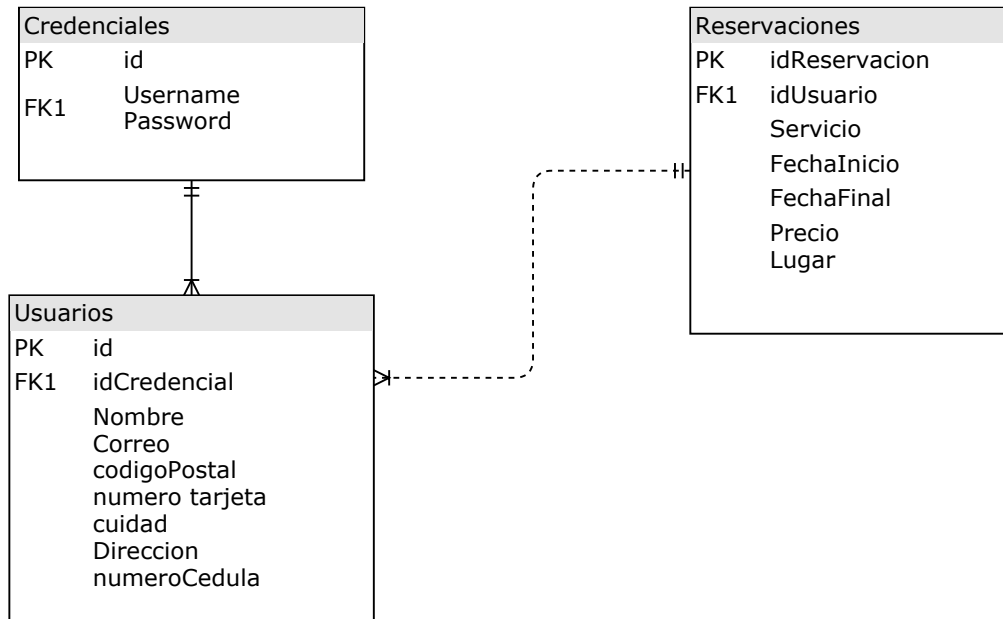 Credenciales
PK id
FK1 Username
Password
Reservaciones
PK idReservacion
FK1 idUsuario
Servicio
FechaInicio
FechaFinal
Precio
Lugar
Usuarios
PK id
FK1 idCredencial
Nombre
Correo
codigoPostal
numero tarjeta
cuidad
Direccion
numeroCedula